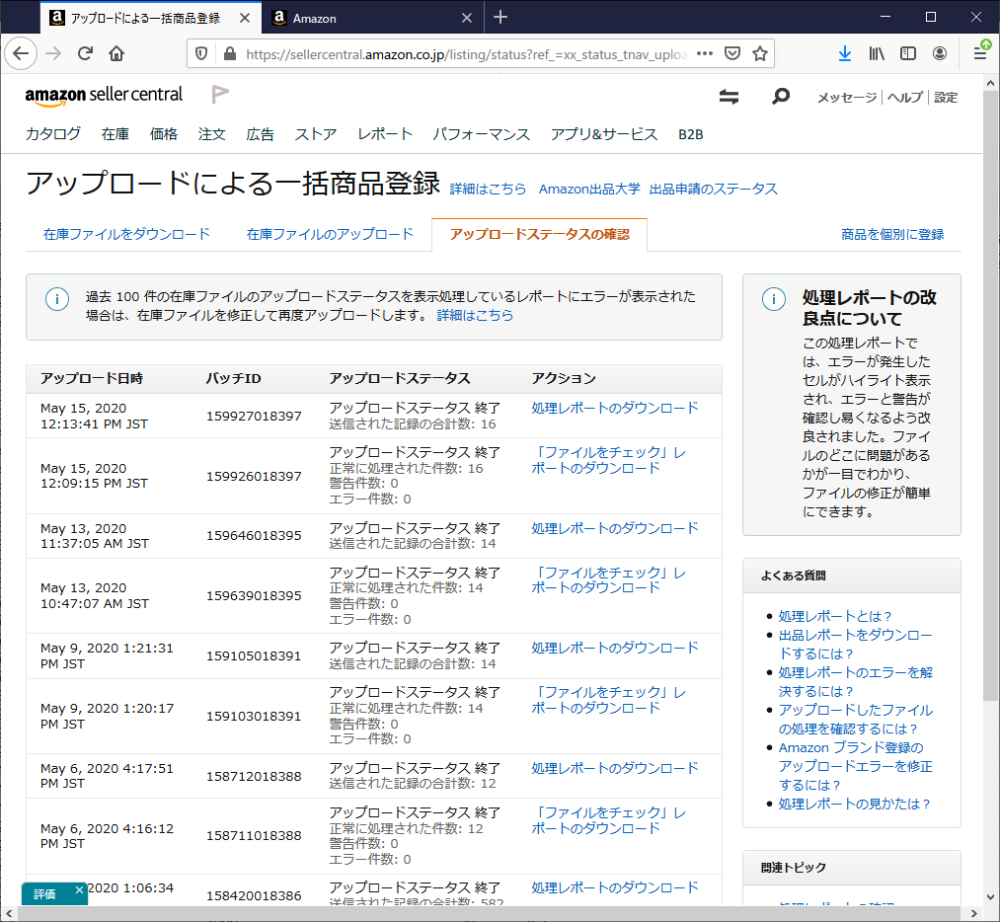 アップロードによる一括商品登録
Amazon
https://sellercentral.amazon.co.jp/listing/status?ref_=xx_status_tnav_uploa
amazon seller central
メッセージ | ヘルプ | 設定
カタログ 在庫 価格 注文 広告 ストア レポート パフォーマンス アプリ&サービス B2B
アップロードによる一括商品登録 詳細はこちら Amazon出品大学 出品申請のステータス
在庫ファイルをダウンロード 在庫ファイルのアップロード アップロードステータスの確認 商品を個別に登録
過去 100 件の在庫ファイルのアップロードステータスを表示処理しているレポートにエラーが表示された
場合は、在庫ファイルを修正して再度アップロードします。 詳細はこちら
アップロード日時 バッチID アップロードステータス アクション
May 15, 2020
12:13:41 PM JST
159927018397
アップロードステータス 終了
送信された記録の合計数: 16
処理レポートのダウンロード
May 15, 2020
12:09:15 PM JST
159926018397
アップロードステータス 終了
正常に処理された件数: 16
警告件数: 0
エラー件数: 0
「ファイルをチェック」レ
ポートのダウンロード
May 13, 2020
11:37:05 AM JST
159646018395
アップロードステータス 終了
送信された記録の合計数: 14
処理レポートのダウンロード
May 13, 2020
10:47:07 AM JST
159639018395
アップロードステータス 終了
正常に処理された件数: 14
警告件数: 0
エラー件数: 0
「ファイルをチェック」レ
ポートのダウンロード
May 9, 2020 1:21:31
PM JST
159105018391
アップロードステータス 終了
送信された記録の合計数: 14
処理レポートのダウンロード
May 9, 2020 1:20:17
PM JST
159103018391
アップロードステータス 終了
正常に処理された件数: 14
警告件数: 0
エラー件数: 0
「ファイルをチェック」レ
ポートのダウンロード
May 6, 2020 4:17:51
PM JST
158712018388
アップロードステータス 終了
送信された記録の合計数: 12
処理レポートのダウンロード
May 6, 2020 4:16:12
PM JST
158711018388
アップロードステータス 終了
正常に処理された件数: 12
警告件数: 0
エラー件数: 0
「ファイルをチェック」レ
ポートのダウンロード
2020 1:06:34
158420018386
アップロードステータス 終了
送信された記録の合計数: 582
処理レポートのダウンロード
評価
処理レポートの改
良点について
この処理レポートで
は、エラーが発生した
セルがハイライト表示
され、エラーと警告が
確認し易くなるよう改
良されました。ファイ
ルのどこに問題がある
かが一目でわかり、
ファイルの修正が簡単
にできます。
よくある質問
処理レポートとは？
出品レポートをダウンロー
ドするには？
処理レポートのエラーを解
決するには？
アップロードしたファイル
の処理を確認するには？
Amazon ブランド登録の
アップロードエラーを修正
するには？
処理レポートの見かたは？
関連トピック